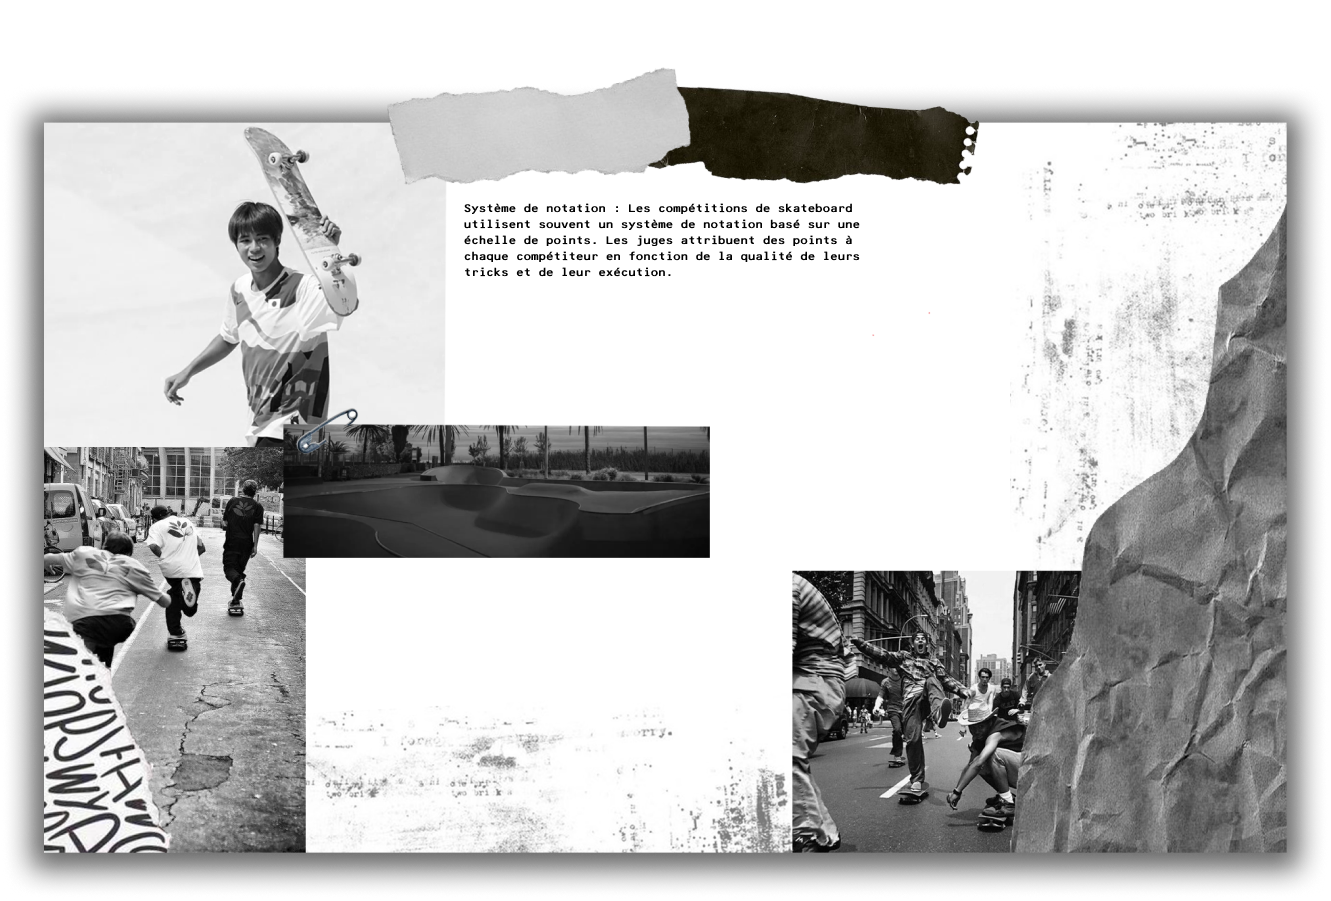 Système de notation : Les compétitions de skateboard
utilisent souvent un système de notation basé sur une
échelle de points. Les juges attribuent des points à
chaque compétiteur en fonction de la qualité de leurs
tricks et de leur exécution.